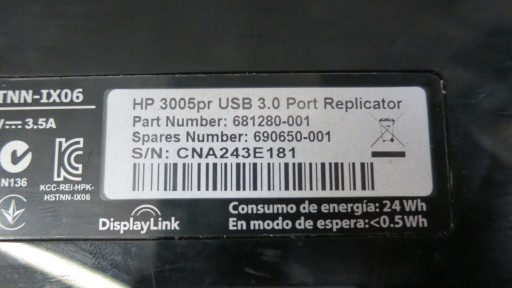 TNN-IX06
⎓ 3.5A
N136
KCC-REI-HPK-
HSTNN-IX06
HP 3005pr USB 3.0 Port Replicator
Part Number: 681280-001
Spares Number: 690650-001
S/N: CNA243E181
DisplayLink
Consumo de energía: 24 Wh
En modo de espera:<0.5Wh